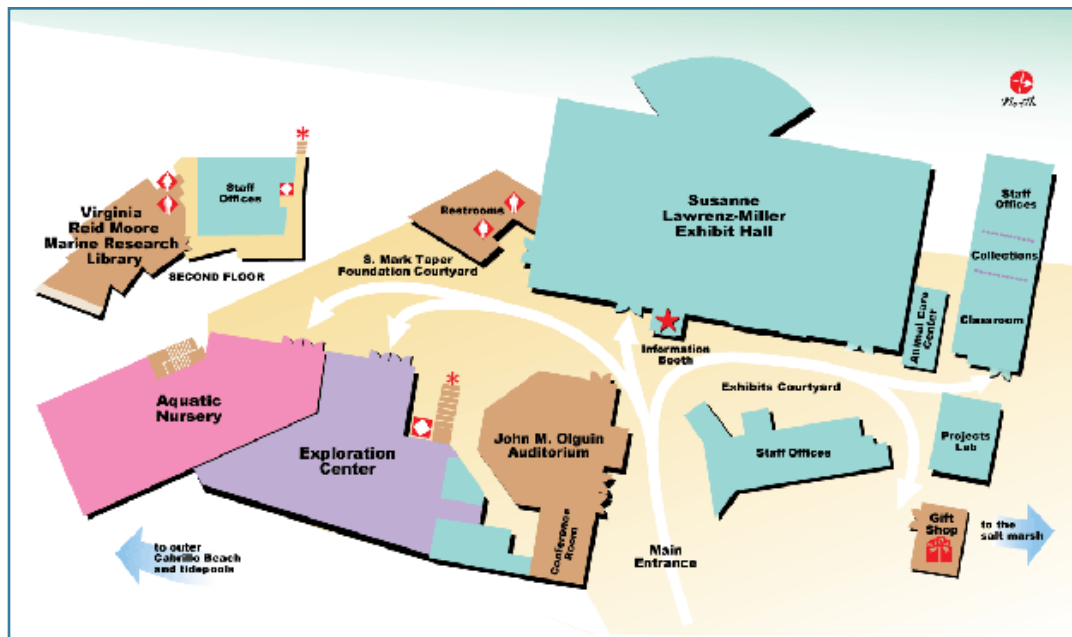 North
Staff
Offices
Virginia
Reid Moore
Marine Research
Library
SECOND FLOOR
Restrooms
S. Mark Taper
Foundation Courtyard
Susanne
Lawrenz-Miller
Exhibit Hall
Staff
Offices
Collections
Classroom
Animal Care
Center
Information
Booth
Exhibits Courtyard
Aquatic
Nursery
Exploration
Center
John M. Olguin
Auditorium
Conference
Room
Staff Offices
Projects
Lab
Gift
Shop
to the
salt marsh
Main
Entrance
to outer
Cabrillo Beach
and tidepools